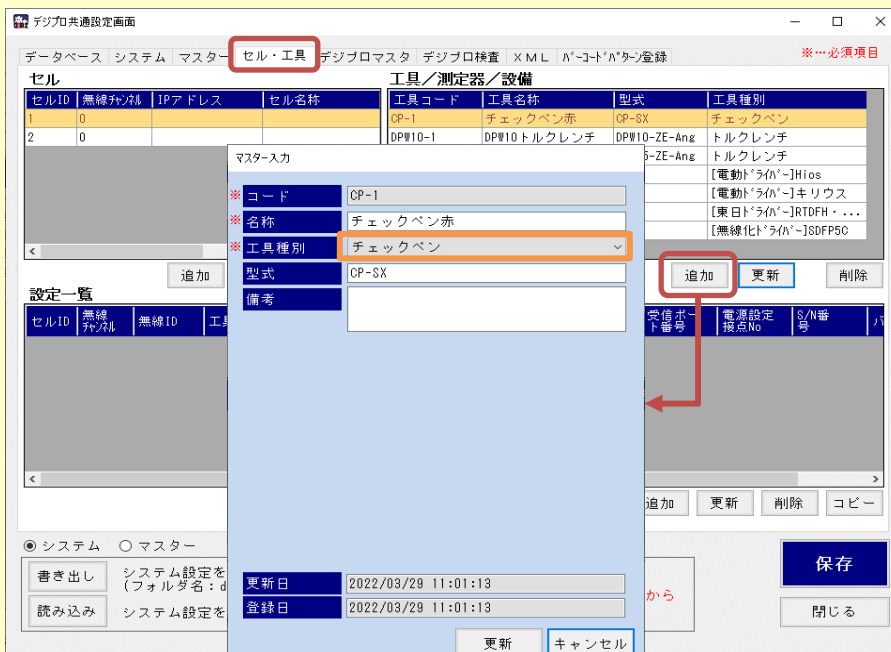 デジプロ共通設定画面
データベース システム マスター セル・工具 デジプロマスタ デジプロ検査 XML バーコードパターン登録
※…必須項目
セル
工具／測定器／設備
セルID 無線チャンネル IPアドレス セル名称
工具コード 工具名称 型式 工具種別
1 0
CP-1 チェックペン赤 CP-SX チェックペン
2 0
DPW10-1 DPW10トルクレンチ DPW10-ZE-Ang トルクレンチ
5-ZE-Ang トルクレンチ
[電動ドライバー]Hios
[電動ドライバー]キリウス
[東日ドライバー]RTDFH・...
[無線化ドライバー]SDFP5C
追加
追加 更新 削除
マスター入力
※ コード CP-1
※ 名称 チェックペン赤
※ 工具種別 チェックペン
型式 CP-SX
備考
更新日 2022/03/29 11:01:13
登録日 2022/03/29 11:01:13
更新 キャンセル
設定一覧
セルID 無線チャンネル 無線ID
受信ポート番号 電源設定接点No S/N番号
追加 更新 削除 コピー
システム マスター
書き出し システム設定を
(フォルダ名：d
読み込み システム設定を
から
保存
閉じる